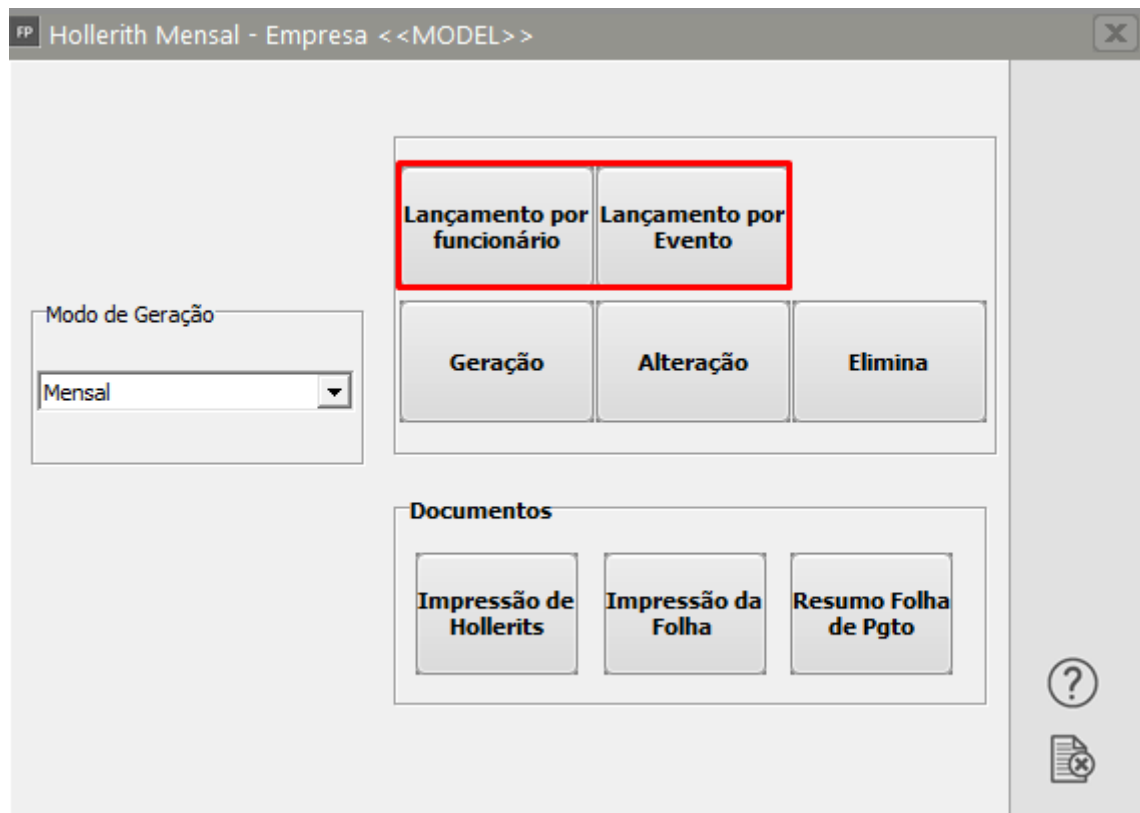 FP Hollerith Mensal - Empresa <<MODEL>>
Lançamento por
funcionário
Lançamento por
Evento
Modo de Geração
Mensal
Geração
Alteração
Elimina
Documentos
Impressão de
Hollerits
Impressão da
Folha
Resumo Folha
de Pgto
?